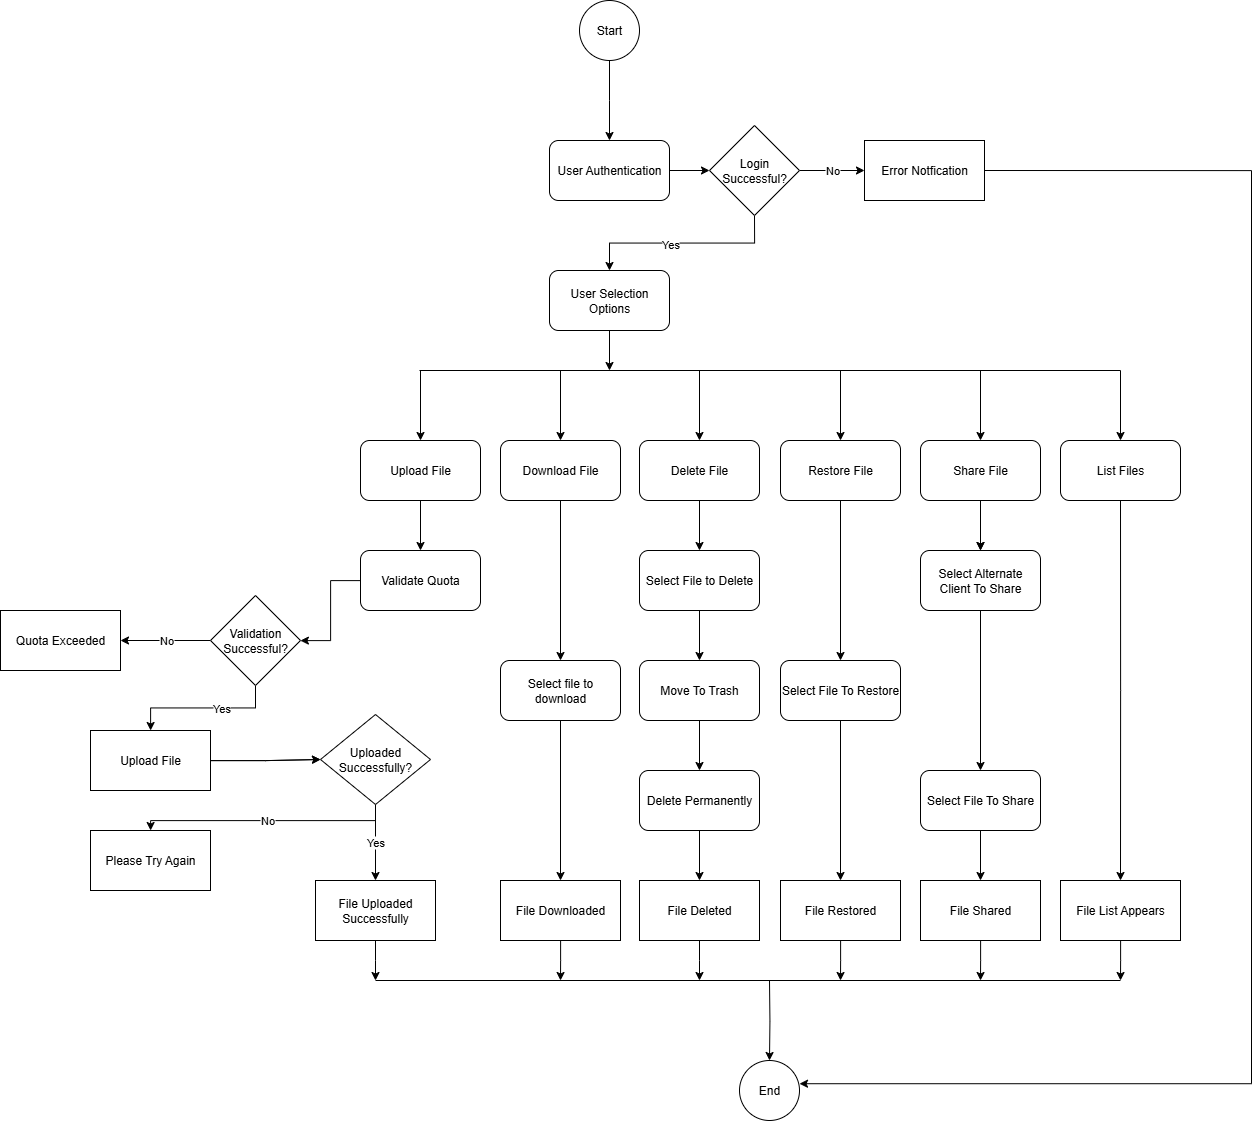 Start
User Authentication
Login
Successful?
No
Error Notfication
Yes
User Selection
Options
Upload File
Download File
Delete File
Restore File
Share File
List Files
Validate Quota
Select File to Delete
Select Alternate
Client To Share
Quota Exceeded
No
Validation
Successful?
Select file to
download
Move To Trash
Select File To Restore
Yes
Upload File
Uploaded
Successfully?
Delete Permanently
Select File To Share
No
Yes
Please Try Again
File Uploaded
Successfully
File Downloaded
File Deleted
File Restored
File Shared
File List Appears
End